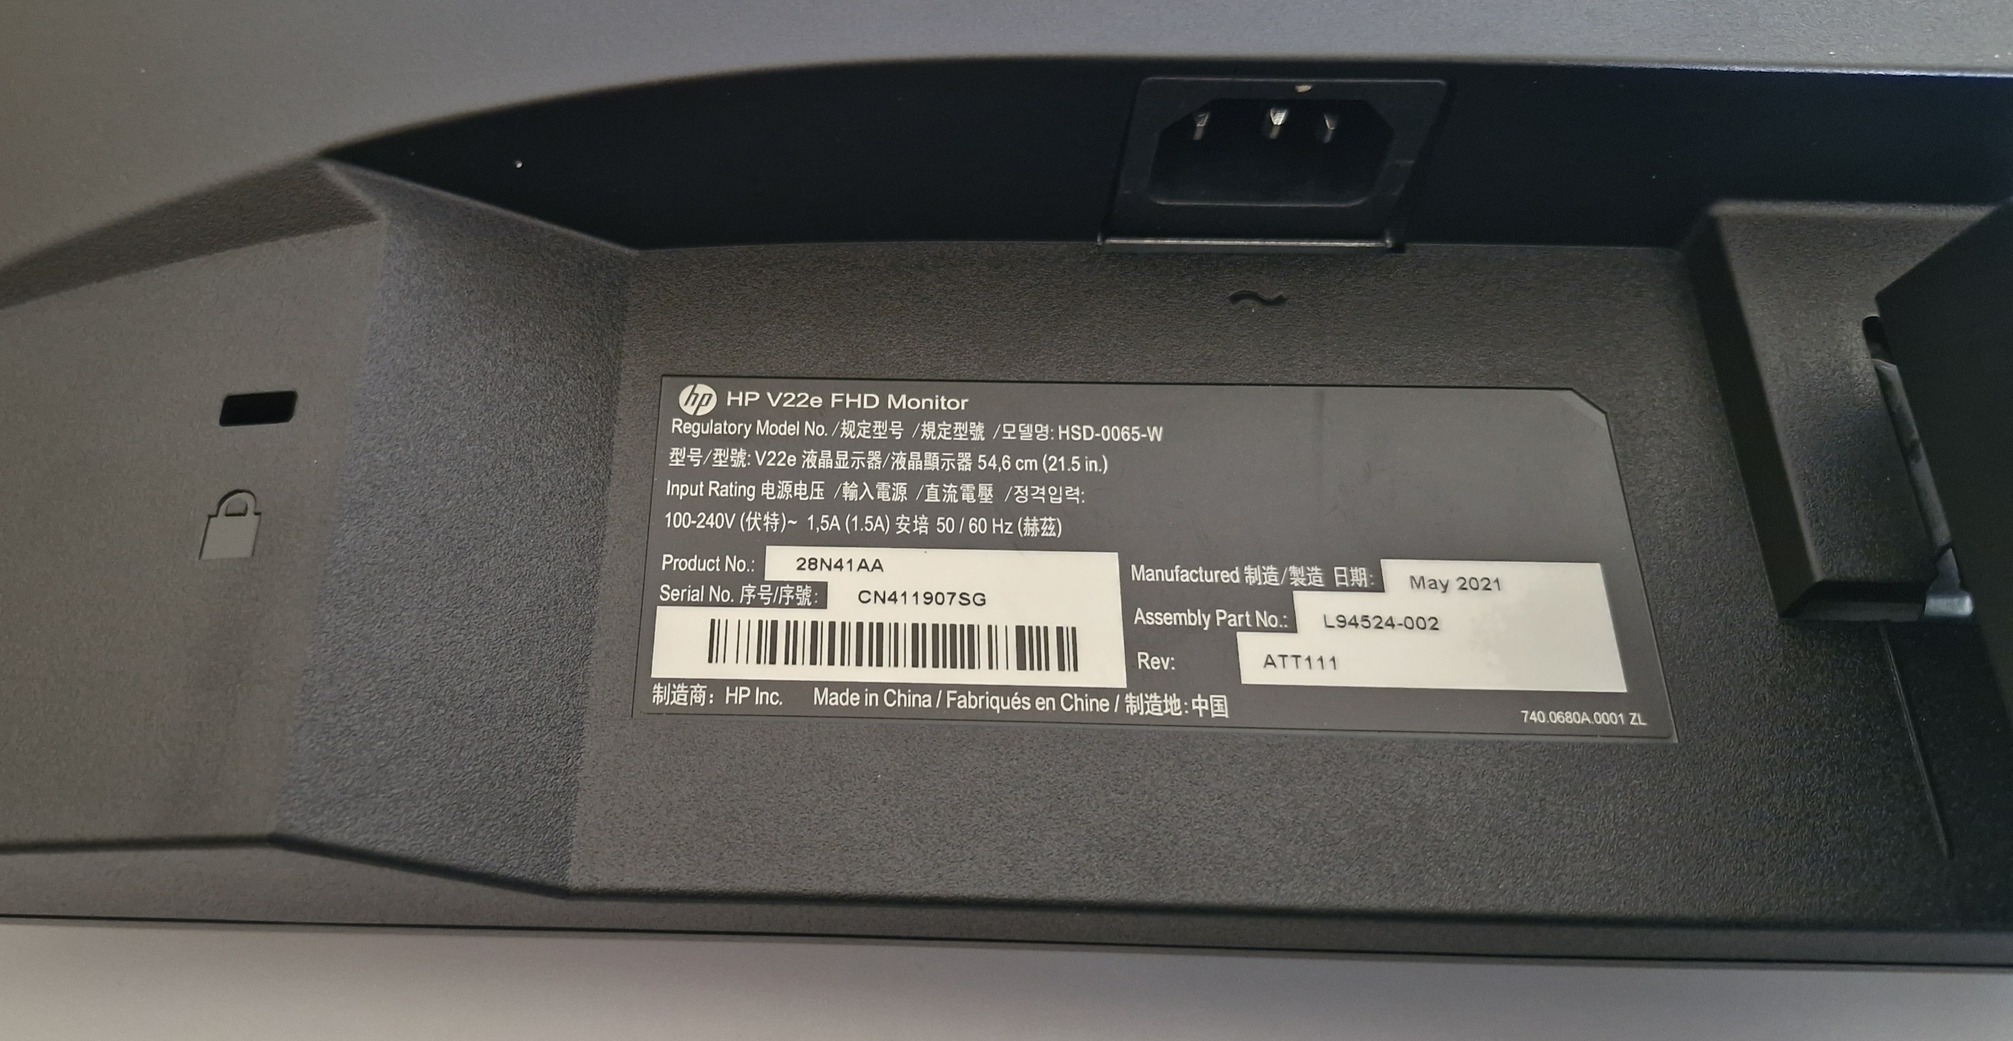 hp HP V22e FHD Monitor
Regulatory Model No. /规定型号 /規定型號 /모델명: HSD-0065-W
型号/型號: V22e 液晶显示器/液晶顯示器 54,6 cm (21.5 in.)
Input Rating 电源电压 /輸入電源 /直流電壓 /정격입력:
100-240V (伏特)~ 1,5A (1.5A) 安培 50 / 60 Hz (赫茲)
Product No.: 28N41AA
Serial No. 序号/序號: CN411907SG
Manufactured 制造/製造 日期: May 2021
Assembly Part No.: L94524-002
Rev: ATT111
制造商: HP Inc. Made in China / Fabriqués en Chine / 制造地:中国
740.0680A.0001 ZL